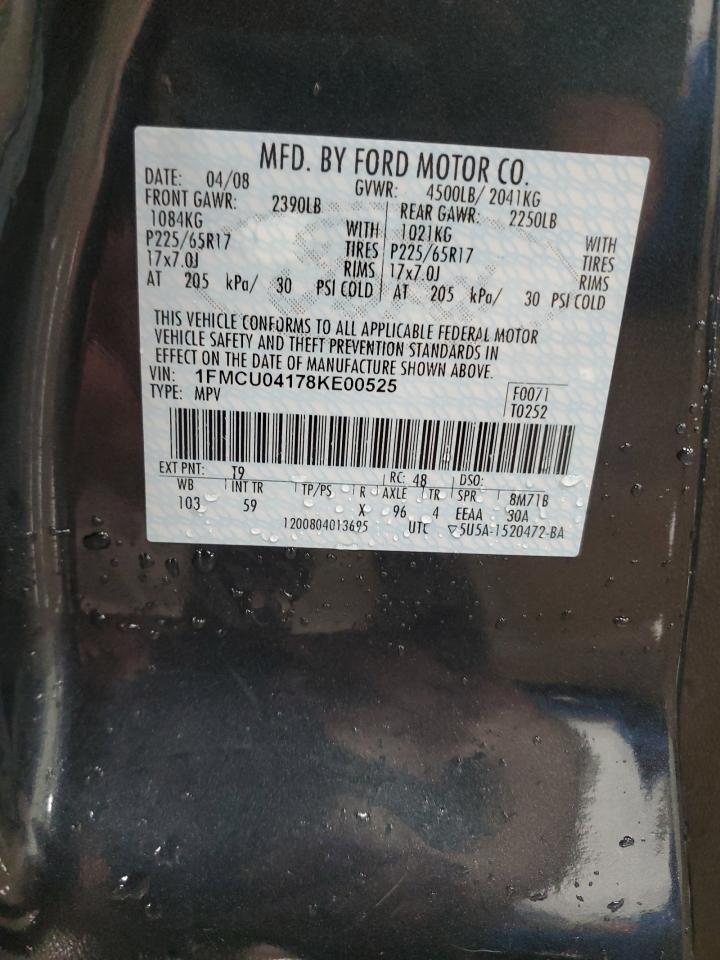 MFD. BY FORD MOTOR CO.
DATE: 04/08 GVWR: 4500LB/ 2041KG
FRONT GAWR: 2390LB REAR GAWR: 2250LB
1084KG WITH 1021KG WITH
P225/65R17 TIRES P225/65R17 TIRES
17x7.0J RIMS 17x7.0J RIMS
AT 205 kPa/ 30 PSI COLD AT 205 kPa/ 30 PSI COLD
THIS VEHICLE CONFORMS TO ALL APPLICABLE FEDERAL MOTOR
VEHICLE SAFETY AND THEFT PREVENTION STANDARDS IN
EFFECT ON THE DATE OF MANUFACTURE SHOWN ABOVE.
VIN: 1FMCU04178KE00525
TYPE: MPV
F0071
T0252
EXT PNT: T9 RC: 48 DSO:
WB INT TR TP/PS R AXLE TR SPR 8M71B
103 59 X 96 4 EEAA 30A
1200804013695 UTC ▽5U5A-1520472-BA